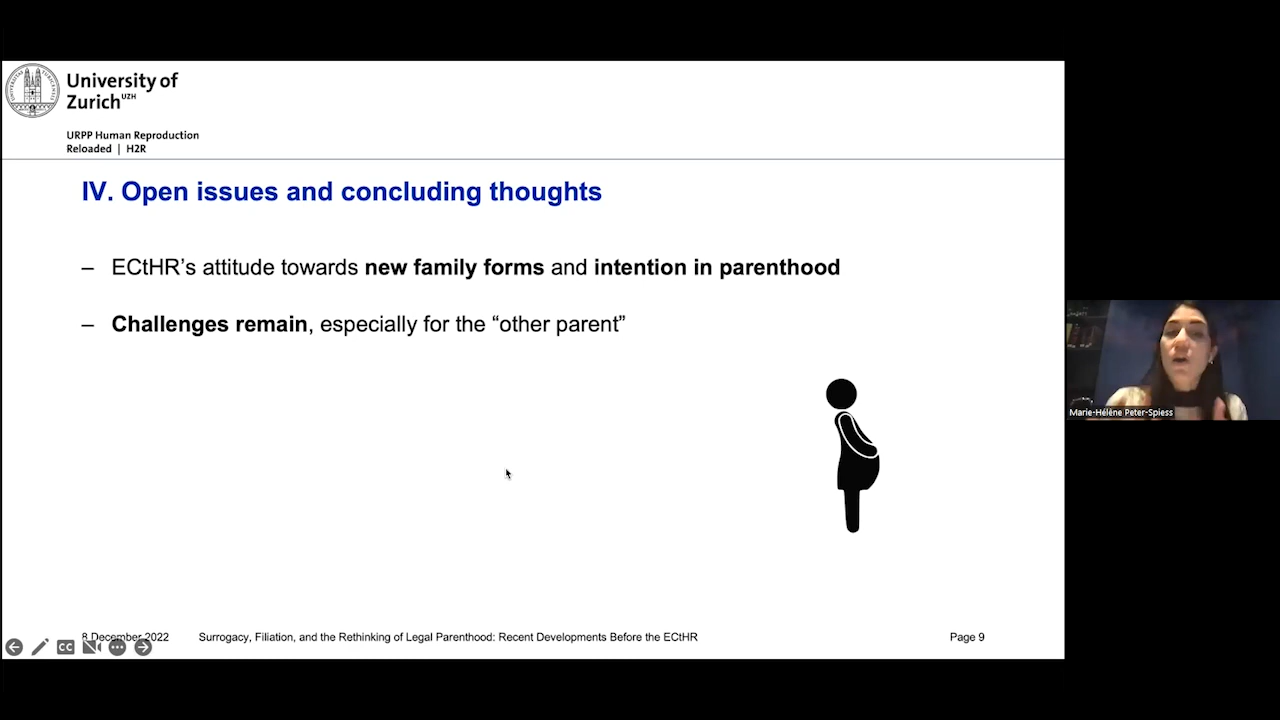 University of
Zurich UZH
URPP Human Reproduction
Reloaded | H2R
IV. Open issues and concluding thoughts
– ECtHR's attitude towards new family forms and intention in parenthood
– Challenges remain, especially for the “other parent”
Marie-Hélène Peter-Spiess
8 December 2022 Surrogacy, Filiation, and the Rethinking of Legal Parenthood: Recent Developments Before the ECtHR Page 9
CC